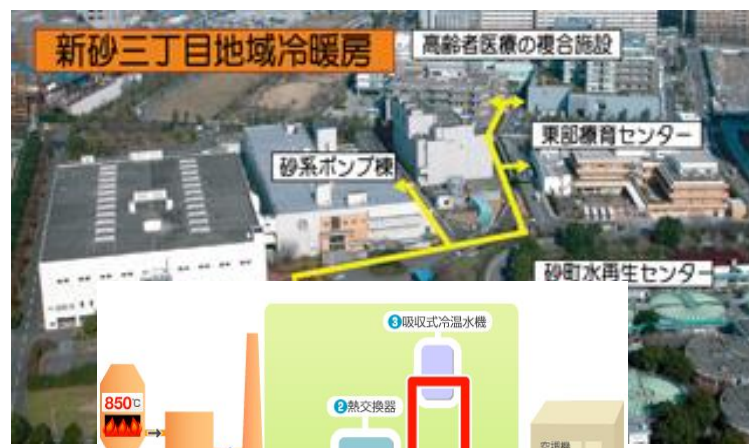 新砂三丁目地域冷暖房
高齢者医療の複合施設
東部療育センター
砂系ポンプ棟
砂町水再生センター
❸吸収式冷温水機
850℃
❷熱交換器
空調機